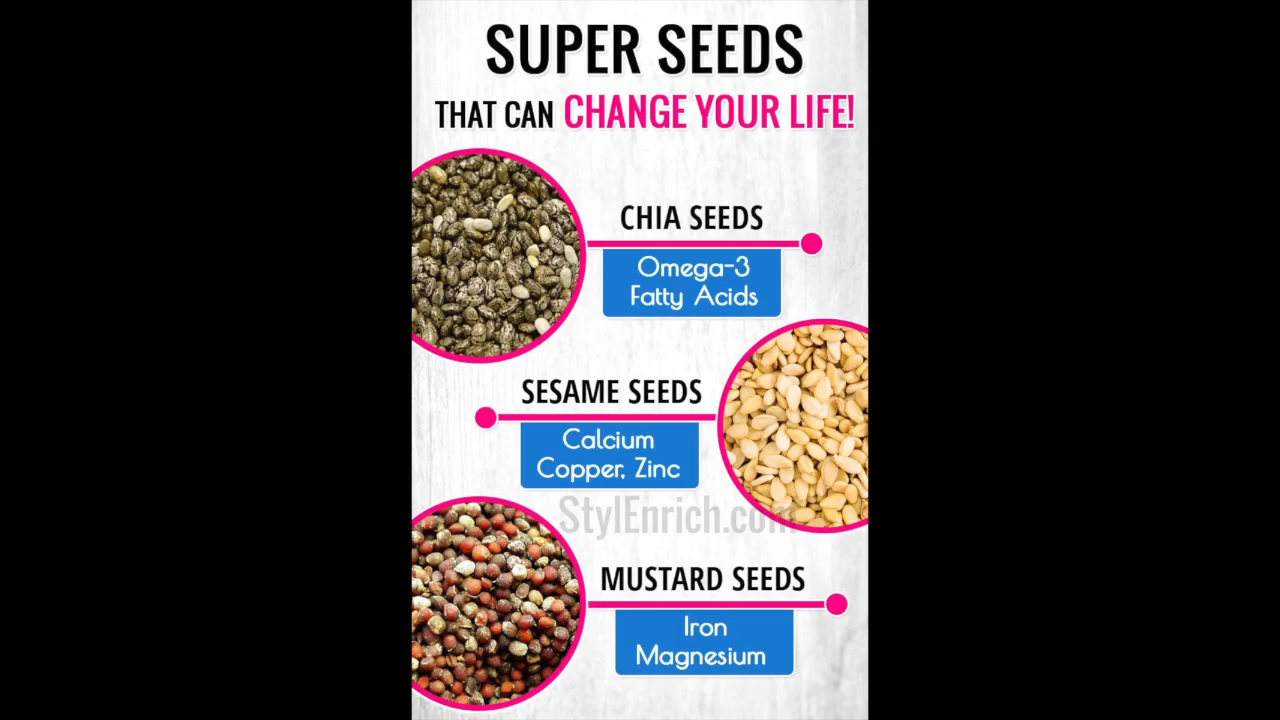 SUPER SEEDS
THAT CAN CHANGE YOUR LIFE!
CHIA SEEDS
Omega-3
Fatty Acids
SESAME SEEDS
Calcium
Copper, Zinc
StylEnrich.com
MUSTARD SEEDS
Iron
Magnesium